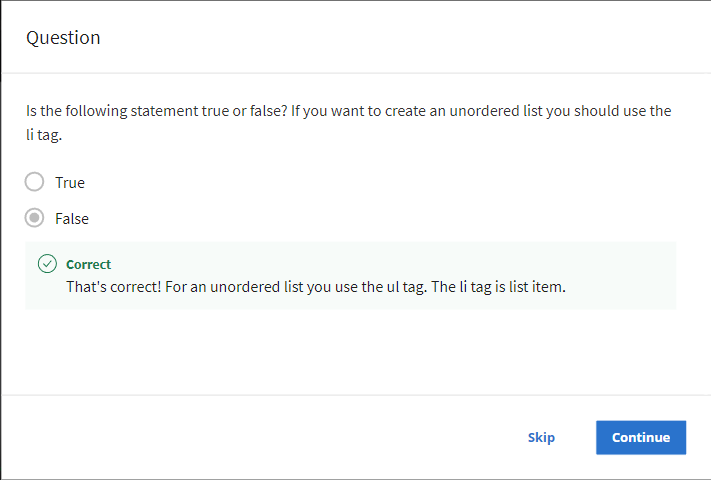 Question
Is the following statement true or false? If you want to create an unordered list you should use the
li tag.
True
False
Correct
That's correct! For an unordered list you use the ul tag. The li tag is list item.
Skip
Continue